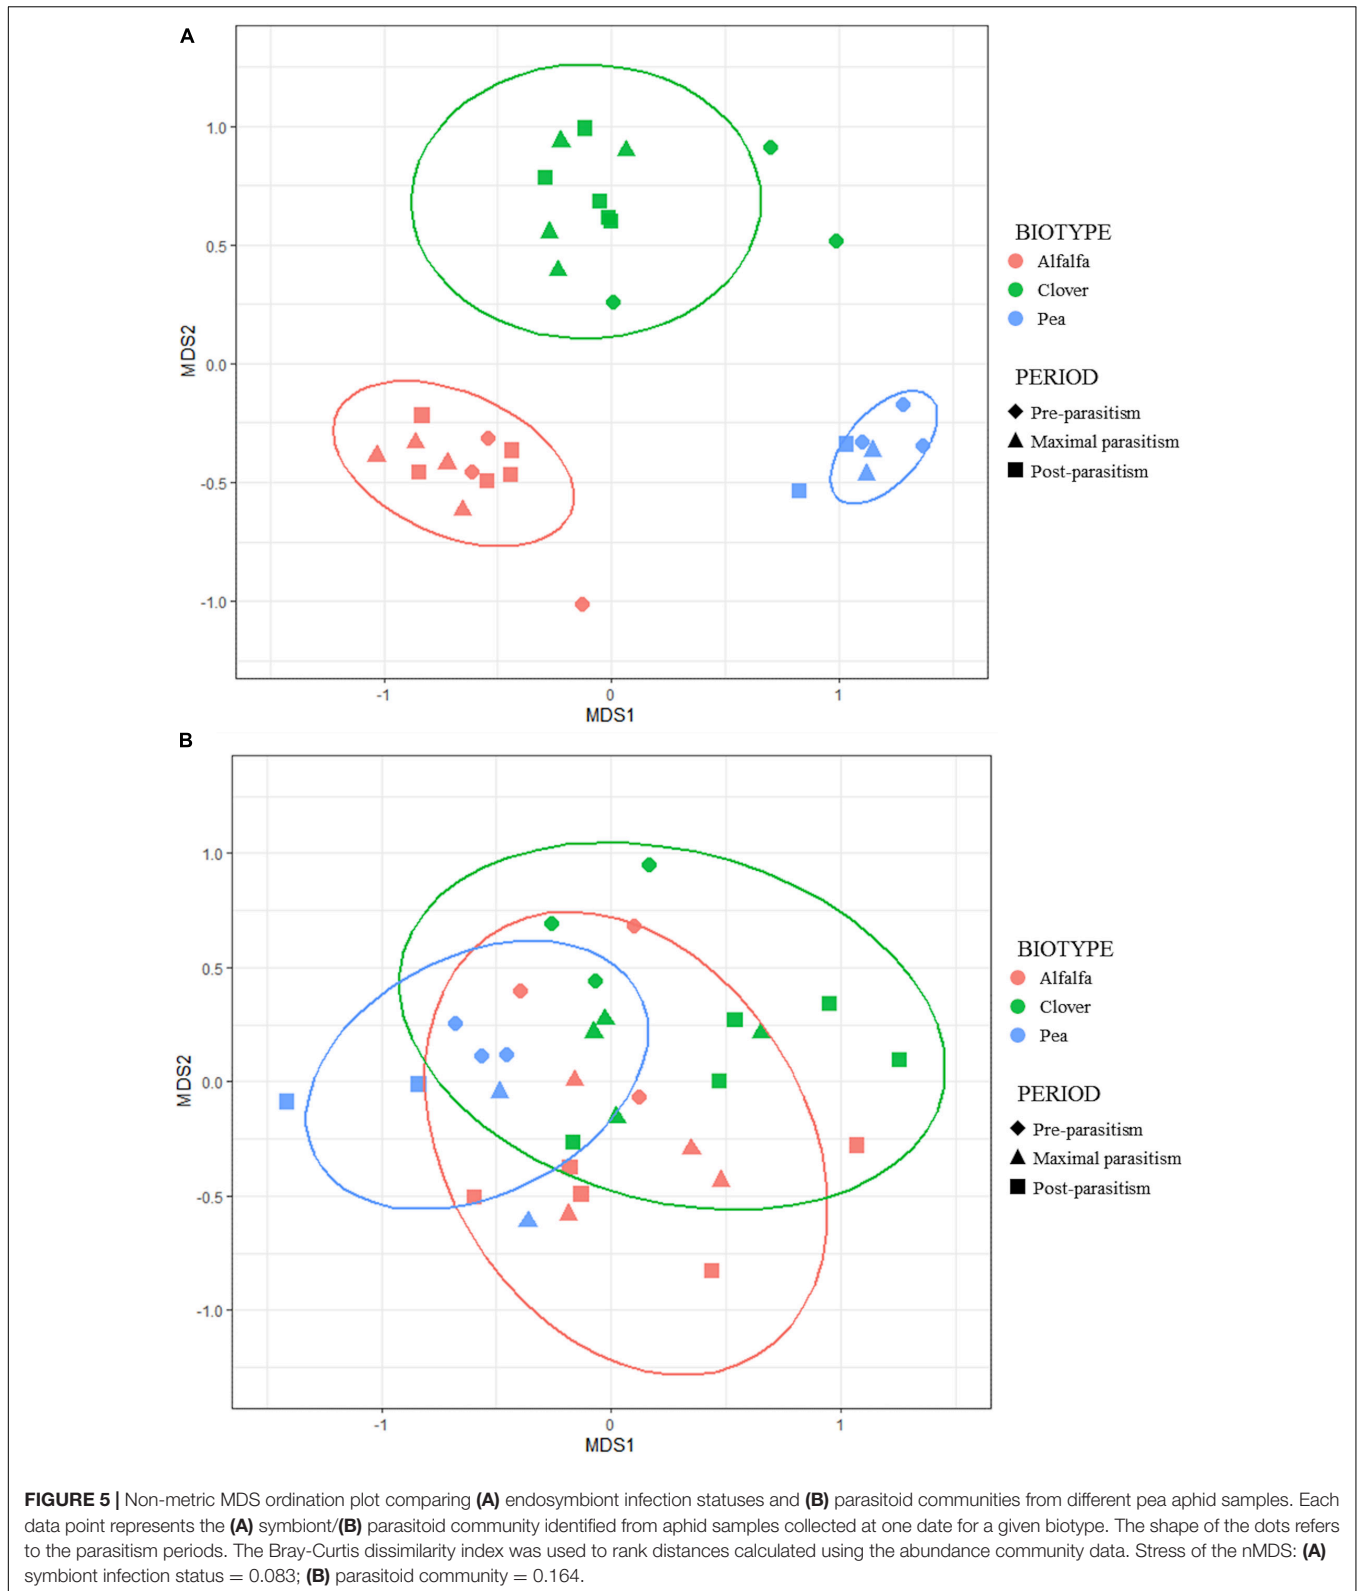 A
1.0
0.5
0.0
-0.5
-1.0
MDS2
-1
0
1
MDS1
BIOTYPE
Alfalfa
Clover
Pea
PERIOD
Pre-parasitism
Maximal parasitism
Post-parasitism
B
1.0
0.5
0.0
-0.5
-1.0
MDS2
-1
0
1
MDS1
BIOTYPE
Alfalfa
Clover
Pea
PERIOD
Pre-parasitism
Maximal parasitism
Post-parasitism
FIGURE 5 | Non-metric MDS ordination plot comparing (A) endosymbiont infection statuses and (B) parasitoid communities from different pea aphid samples. Each
data point represents the (A) symbiont/(B) parasitoid community identified from aphid samples collected at one date for a given biotype. The shape of the dots refers
to the parasitism periods. The Bray-Curtis dissimilarity index was used to rank distances calculated using the abundance community data. Stress of the nMDS: (A)
symbiont infection status = 0.083; (B) parasitoid community = 0.164.